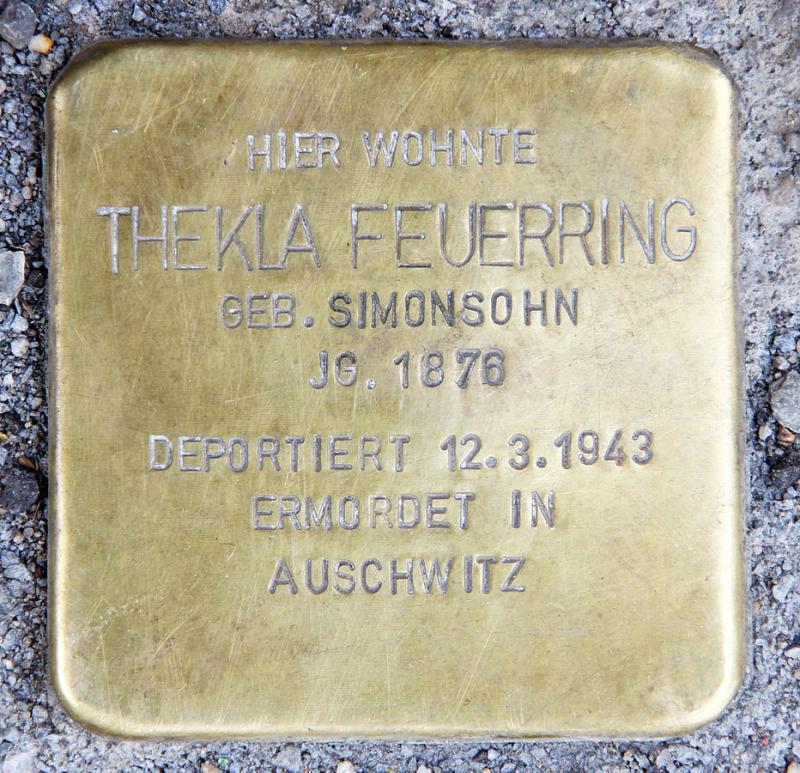 HIER WOHNTE
THEKLA FEUERRING
GEB. SIMONSOHN
JG. 1876
DEPORTIERT 12.3.1943
ERMORDET IN
AUSCHWITZ